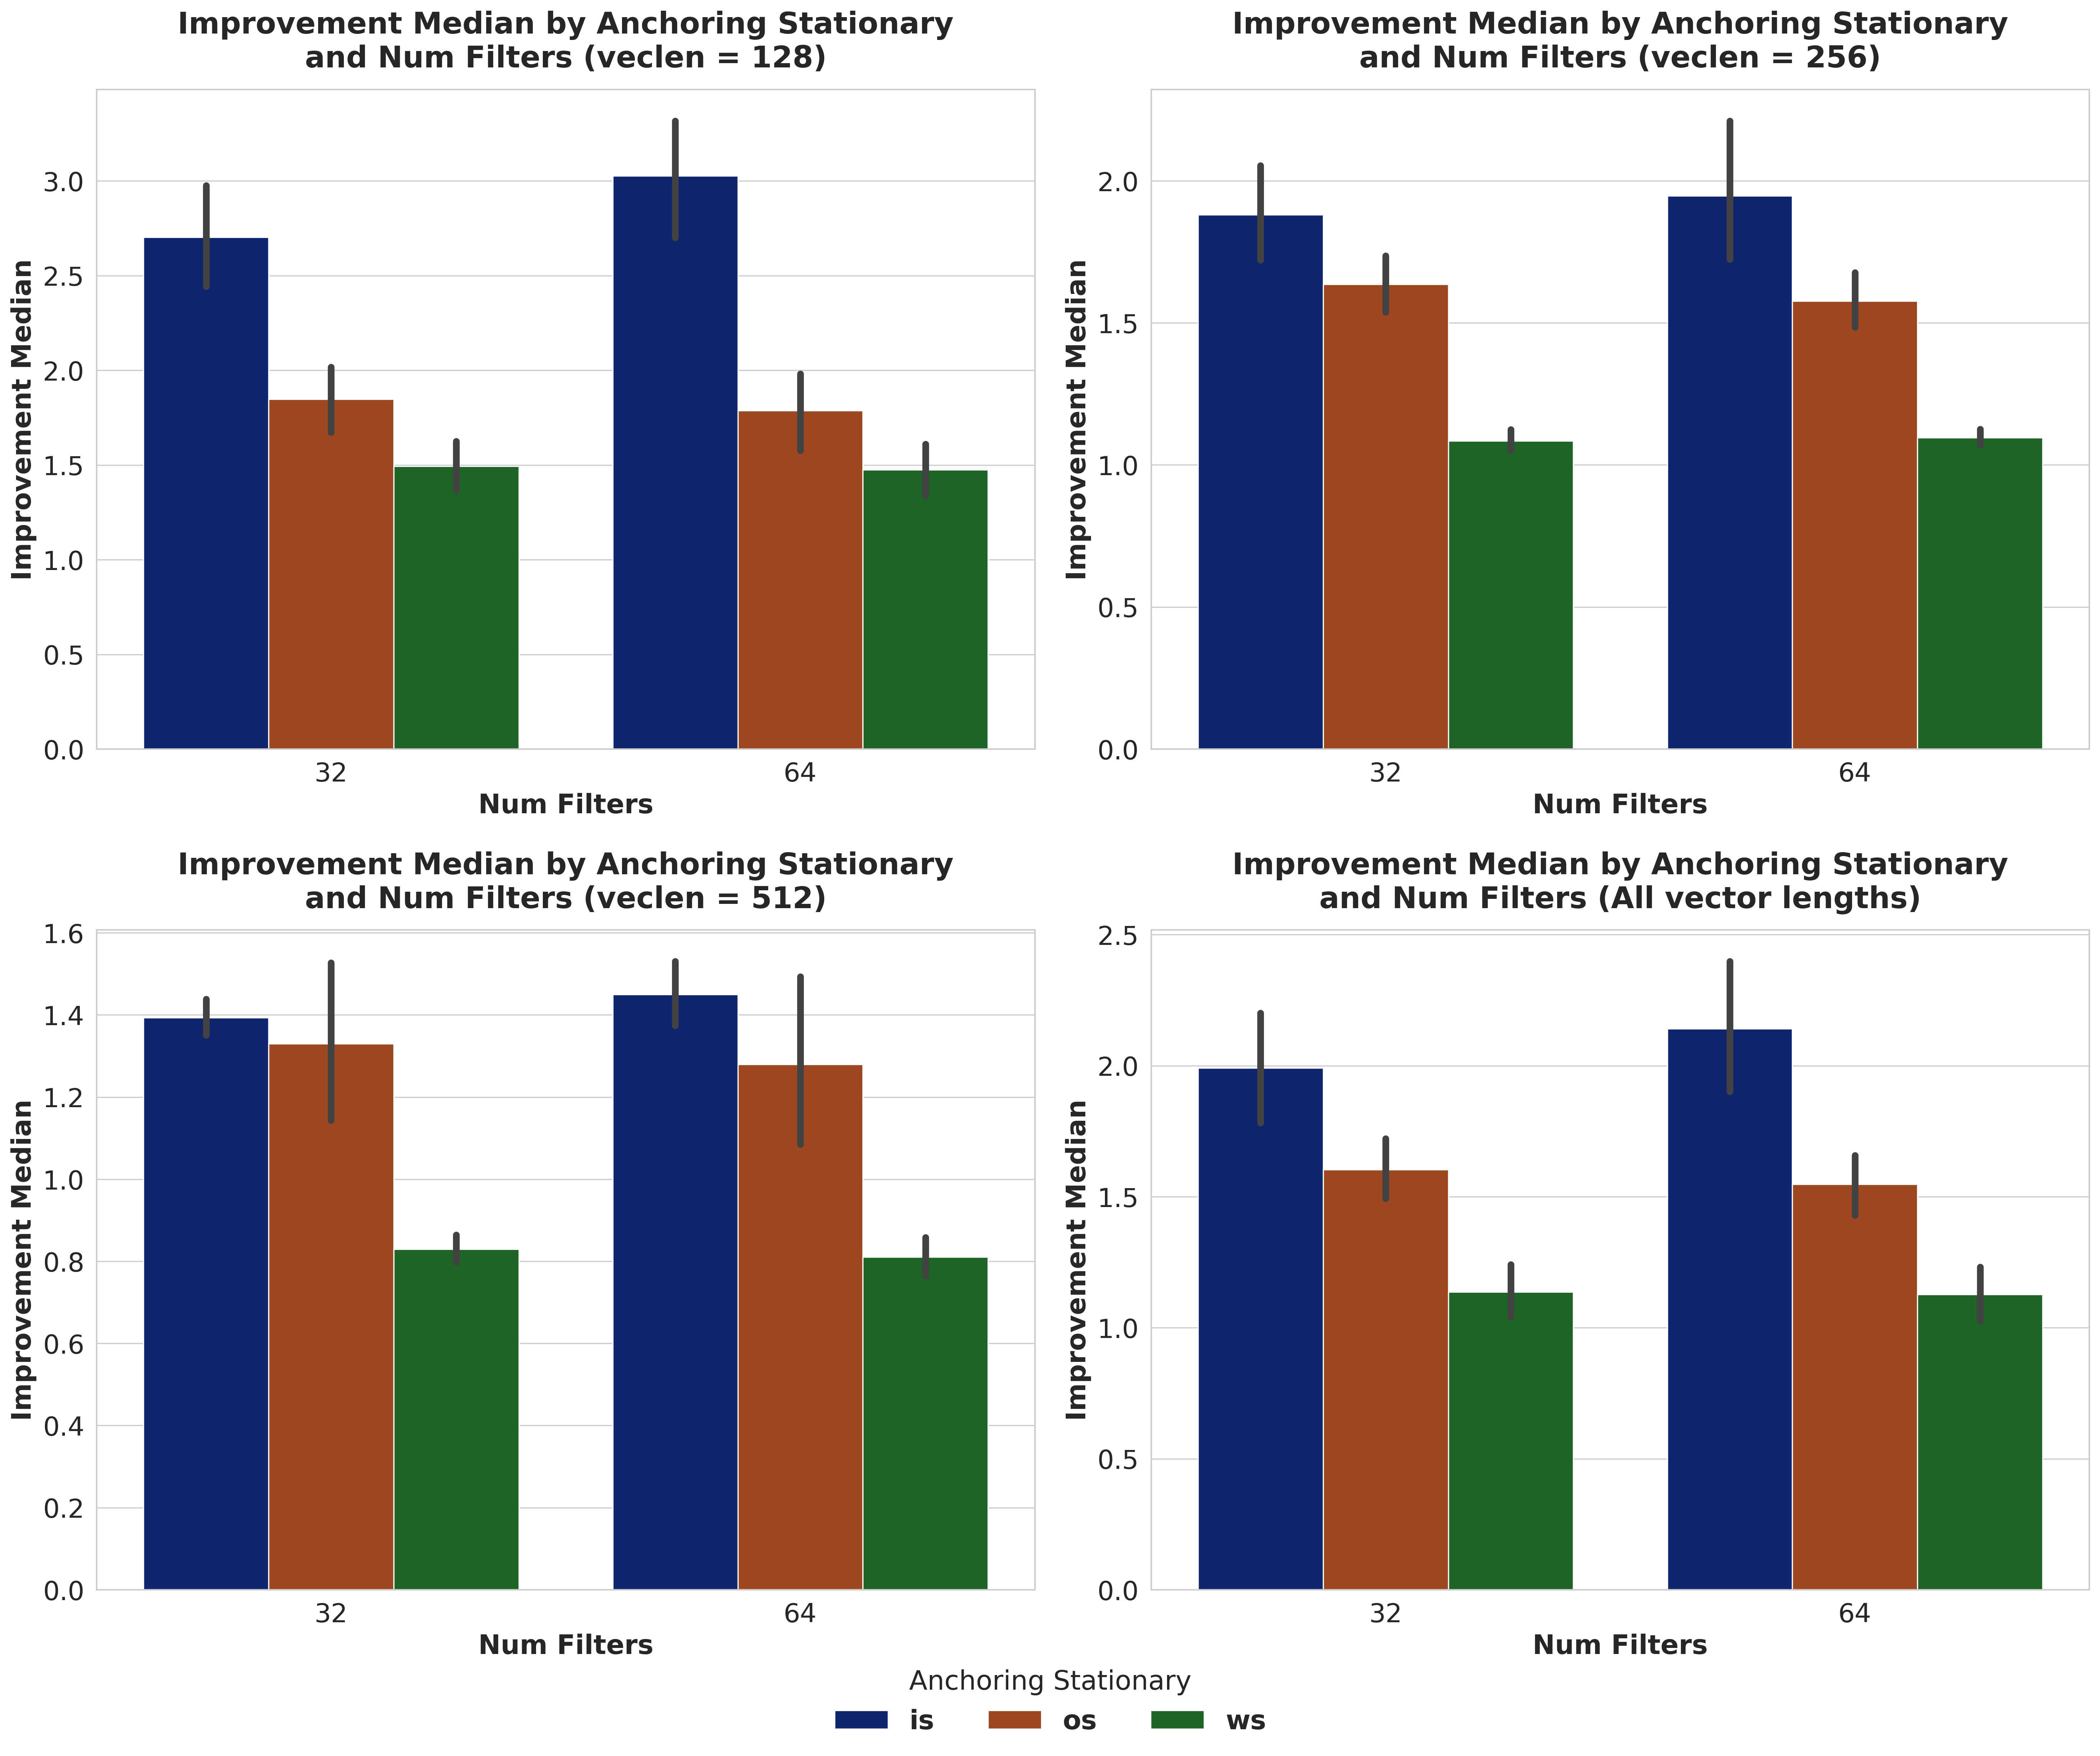 Improvement Median by Anchoring Stationary
and Num Filters (veclen = 128)
Improvement Median
3.0
2.5
2.0
1.5
1.0
0.5
0.0
32
64
Num Filters
Improvement Median by Anchoring Stationary
and Num Filters (veclen = 256)
Improvement Median
2.0
1.5
1.0
0.5
0.0
32
64
Num Filters
Improvement Median by Anchoring Stationary
and Num Filters (veclen = 512)
Improvement Median
1.6
1.4
1.2
1.0
0.8
0.6
0.4
0.2
0.0
32
64
Num Filters
Improvement Median by Anchoring Stationary
and Num Filters (All vector lengths)
Improvement Median
2.5
2.0
1.5
1.0
0.5
0.0
32
64
Num Filters
Anchoring Stationary
is
os
ws